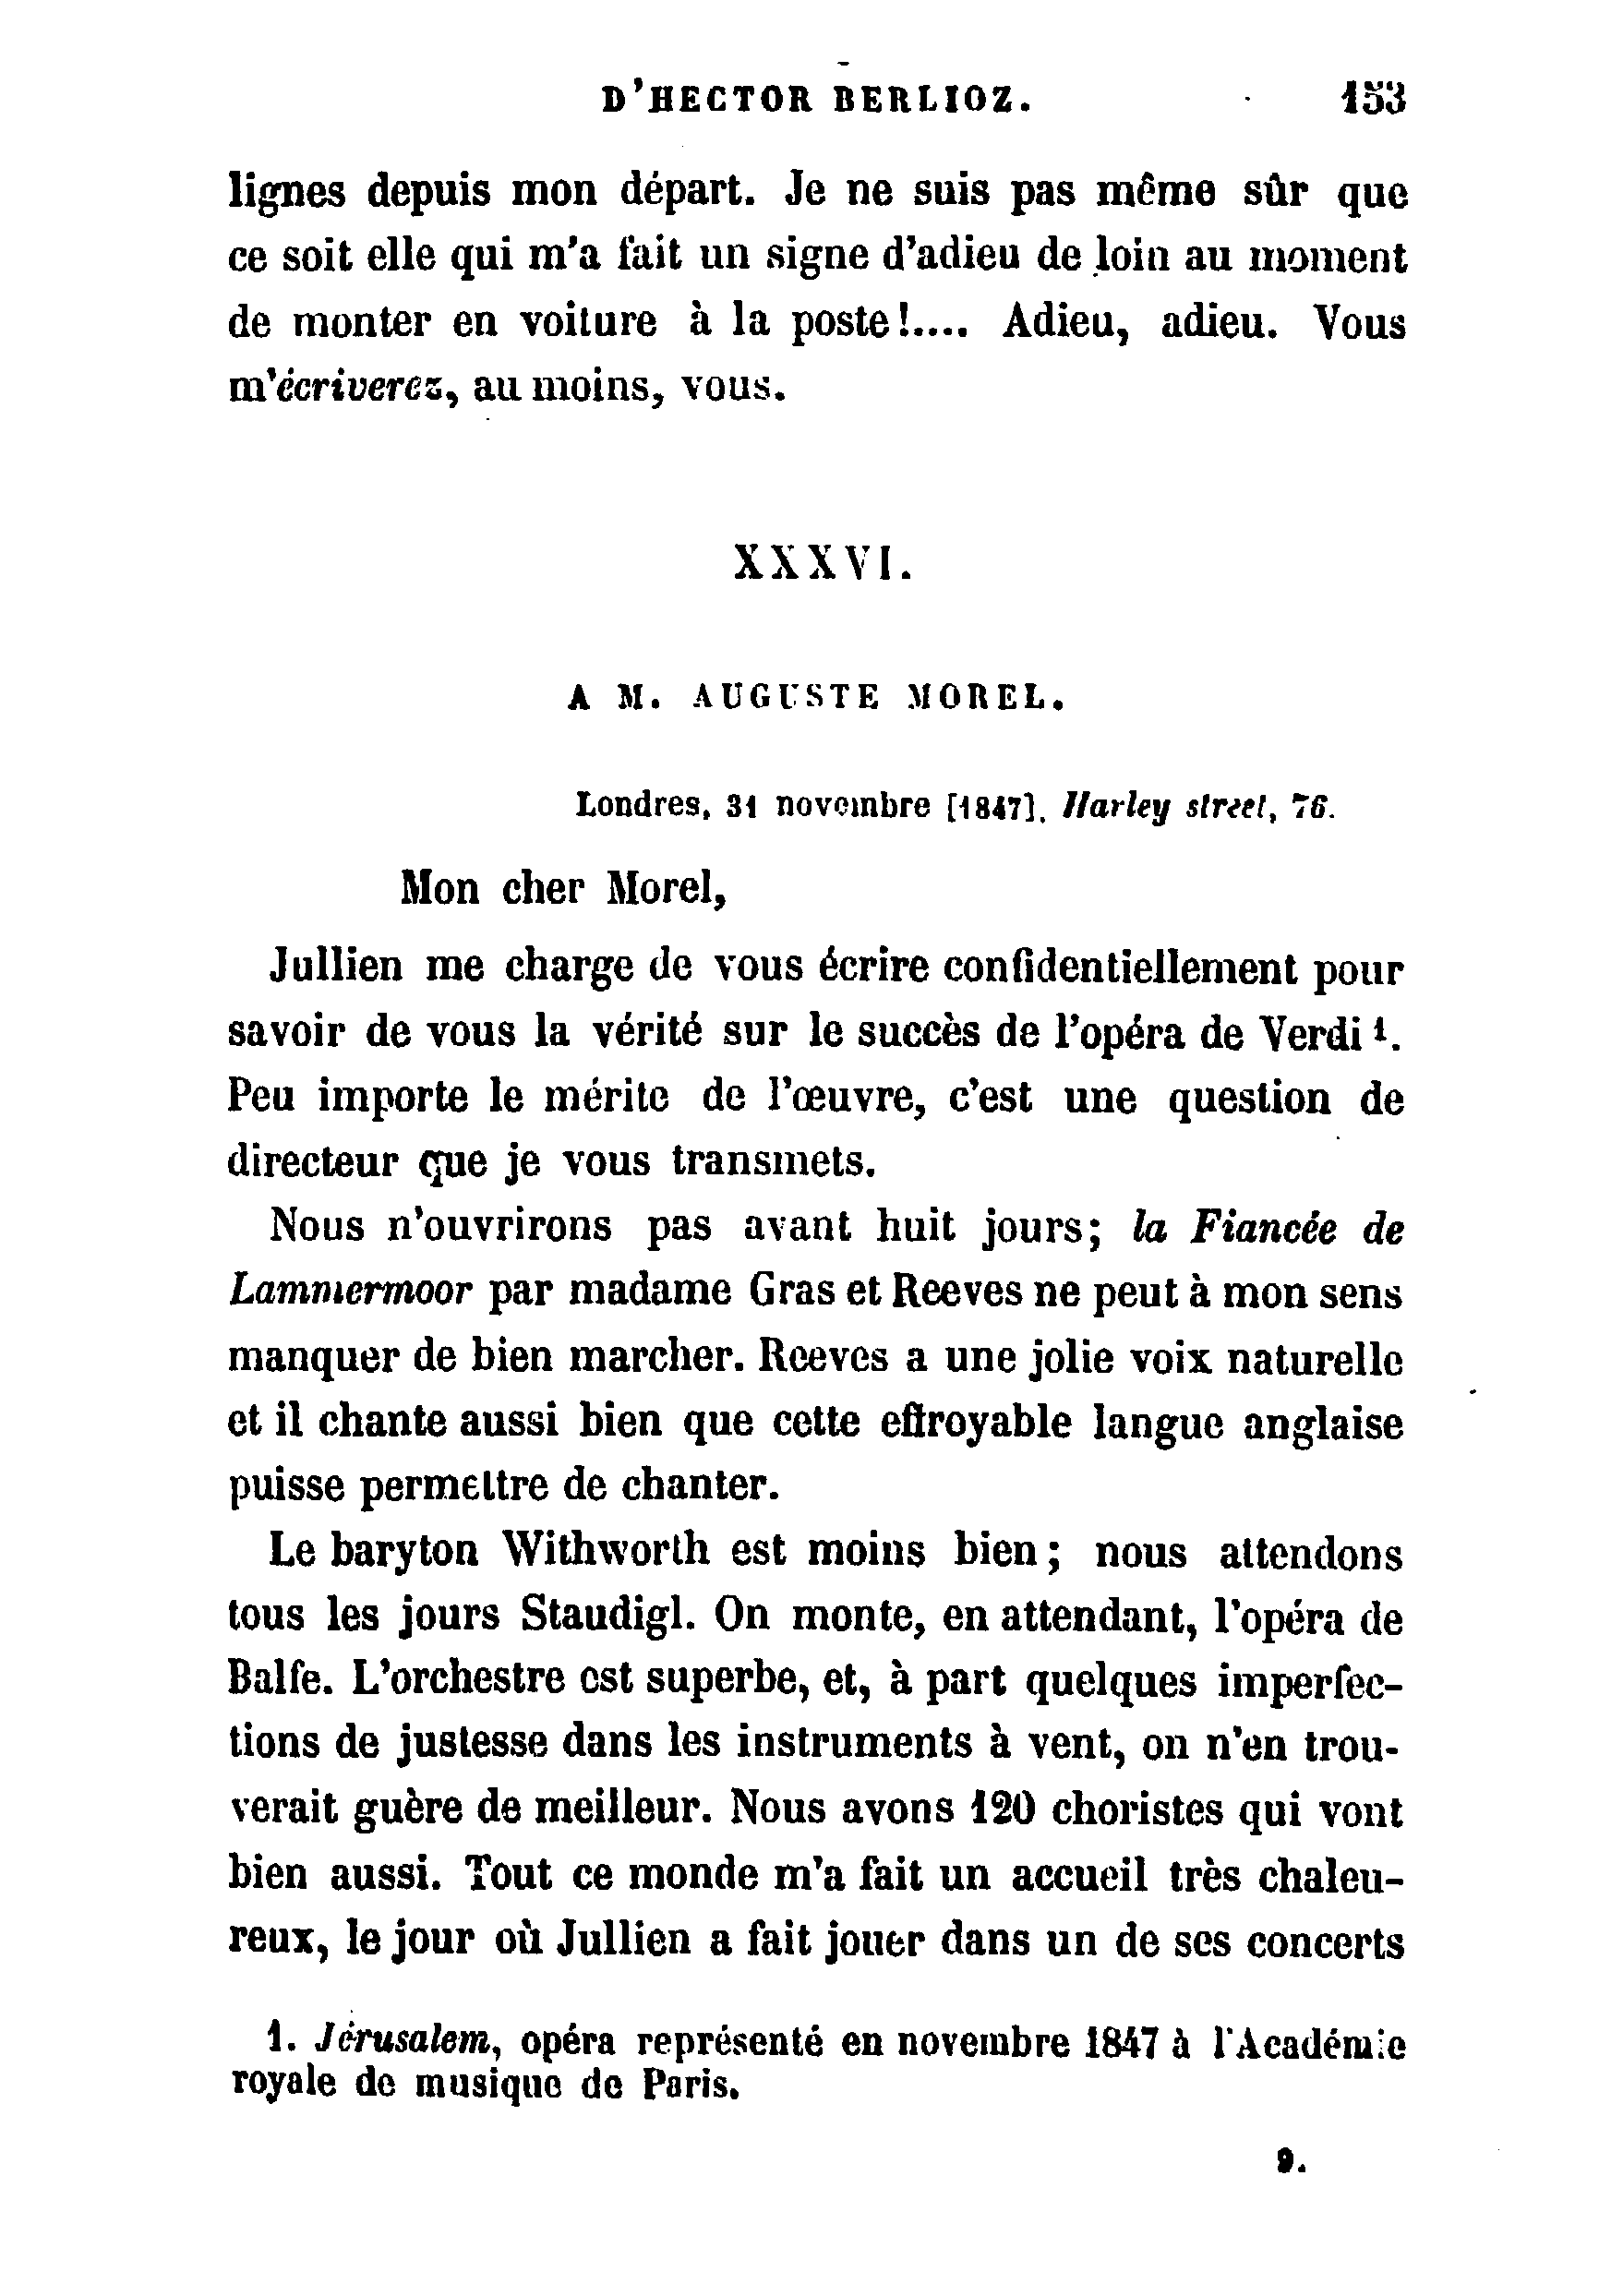 D'HECTOR BERLIOZ. 153
lignes depuis mon départ. Je ne suis pas même sûr que
ce soit elle qui m'a fait un signe d'adieu de loin au moment
de monter en voiture à la poste!.... Adieu, adieu. Vous
m'écriverez, au moins, vous.
XXXVI.
A M. AUGUSTE MOREL.
Londres, 31 novembre [1847]. Harley street, 76.
Mon cher Morel,
Jullien me charge de vous écrire confidentiellement pour
savoir de vous la vérité sur le succès de l'opéra de Verdi 1.
Peu importe le mérite de l'œuvre, c'est une question de
directeur que je vous transmets.
Nous n'ouvrirons pas avant huit jours; la Fiancée de
Lammermoor par madame Gras et Reeves ne peut à mon sens
manquer de bien marcher. Reeves a une jolie voix naturelle
et il chante aussi bien que cette effroyable langue anglaise
puisse permettre de chanter.
Le baryton Withworth est moins bien; nous attendons
tous les jours Staudigl. On monte, en attendant, l'opéra de
Balfe. L'orchestre est superbe, et, à part quelques imperfec-
tions de justesse dans les instruments à vent, on n'en trou-
verait guère de meilleur. Nous avons 120 choristes qui vont
bien aussi. Tout ce monde m'a fait un accueil très chaleu-
reux, le jour où Jullien a fait jouer dans un de ses concerts
1. Jérusalem, opéra représenté en novembre 1847 à l'Académie
royale de musique de Paris.
9.